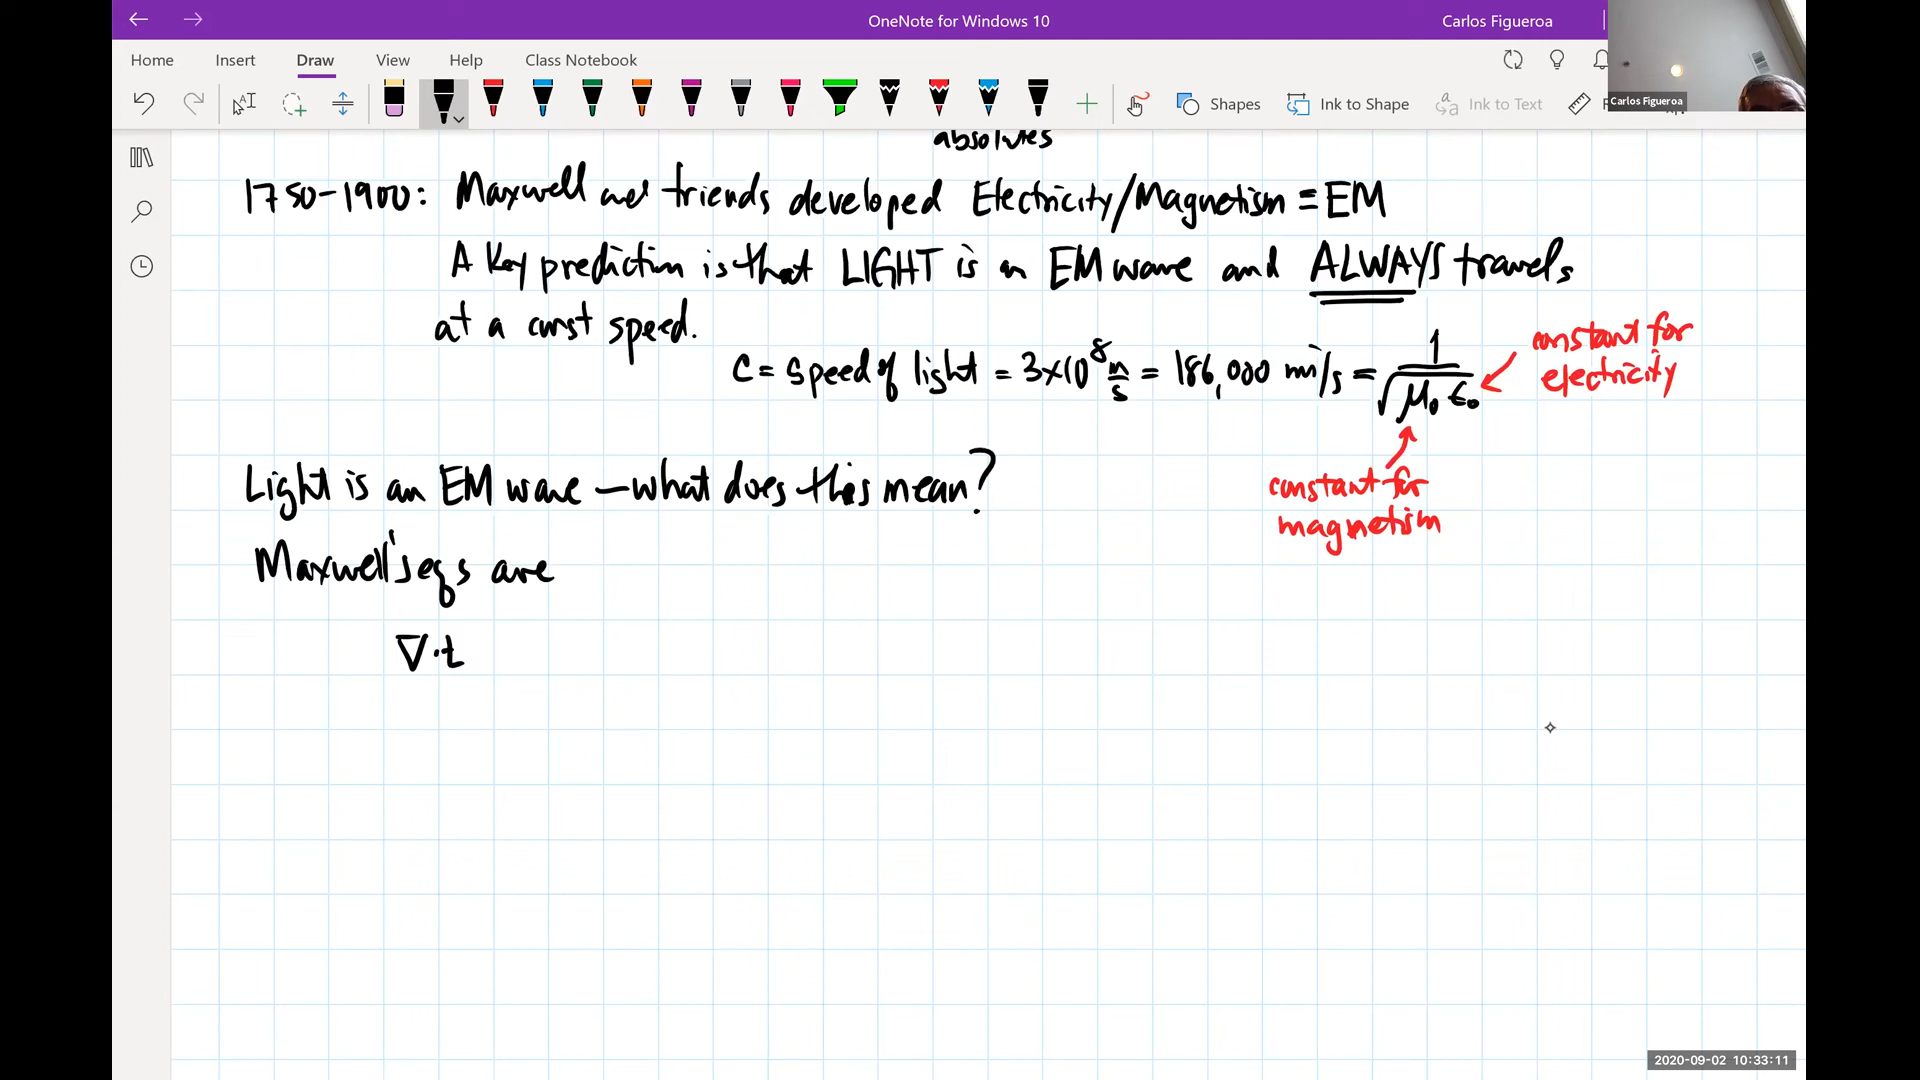 OneNote for Windows 10
Carlos Figueroa
Home Insert Draw View Help Class Notebook
Shapes Ink to Shape Ink to Text
Carlos Figueroa
absolutes
1750-1900: Maxwell and friends developed Electricity/Magnetism ≡ EM
A key prediction is that LIGHT is an EM wave and ALWAYS travels
at a const speed.
c = speed of light = 3×10⁸ m/s = 186,000 mi/s = 1/√(μ₀ε₀)
constant for
electricity
constant for
magnetism
Light is an EM wave – what does this mean?
Maxwell's eqs are
∇·t
2020-09-02 10:33:11